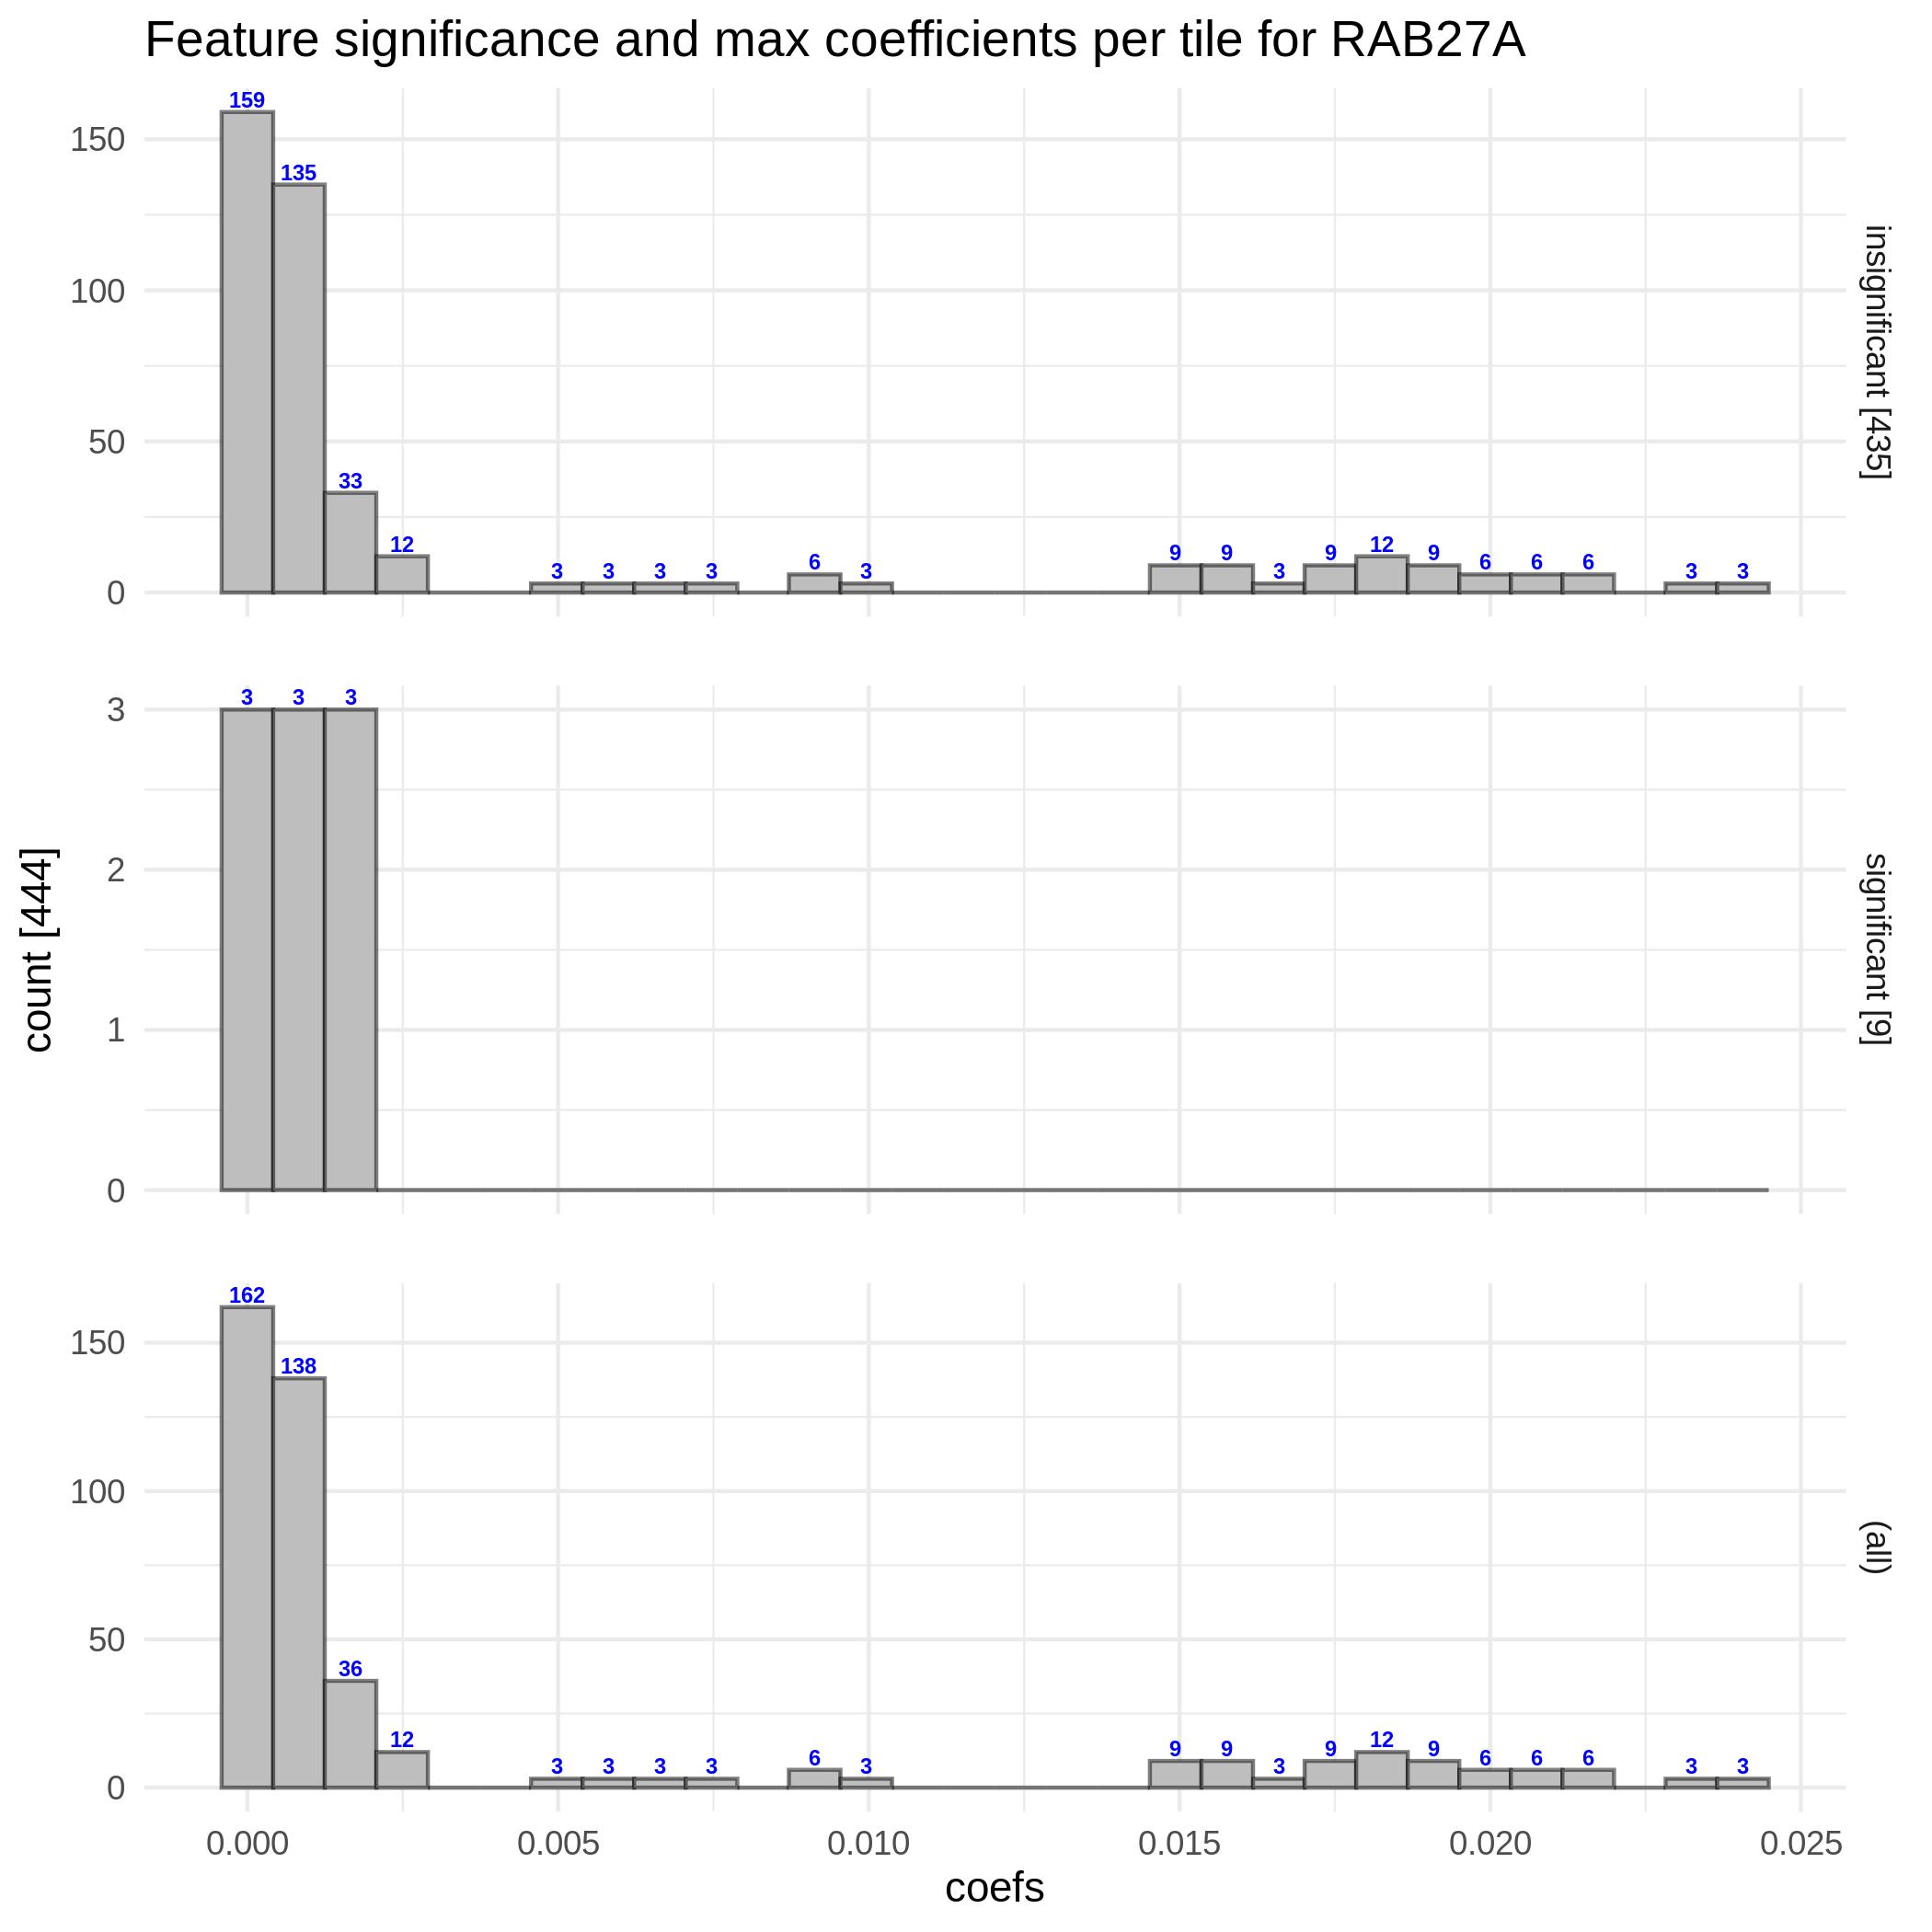 Feature significance and max coefficients per tile for RAB27A
159
135
33
12
3 3 3 3 6 3 9 9 3 9 12 9 6 6 6 3 3
150
100
50
0
insignificant [435]
3 3 3
3
2
1
0
significant [9]
count [444]
162
138
36
12
3 3 3 3 6 3 9 9 3 9 12 9 6 6 6 3 3
150
100
50
0
(all)
0.000 0.005 0.010 0.015 0.020 0.025
coefs